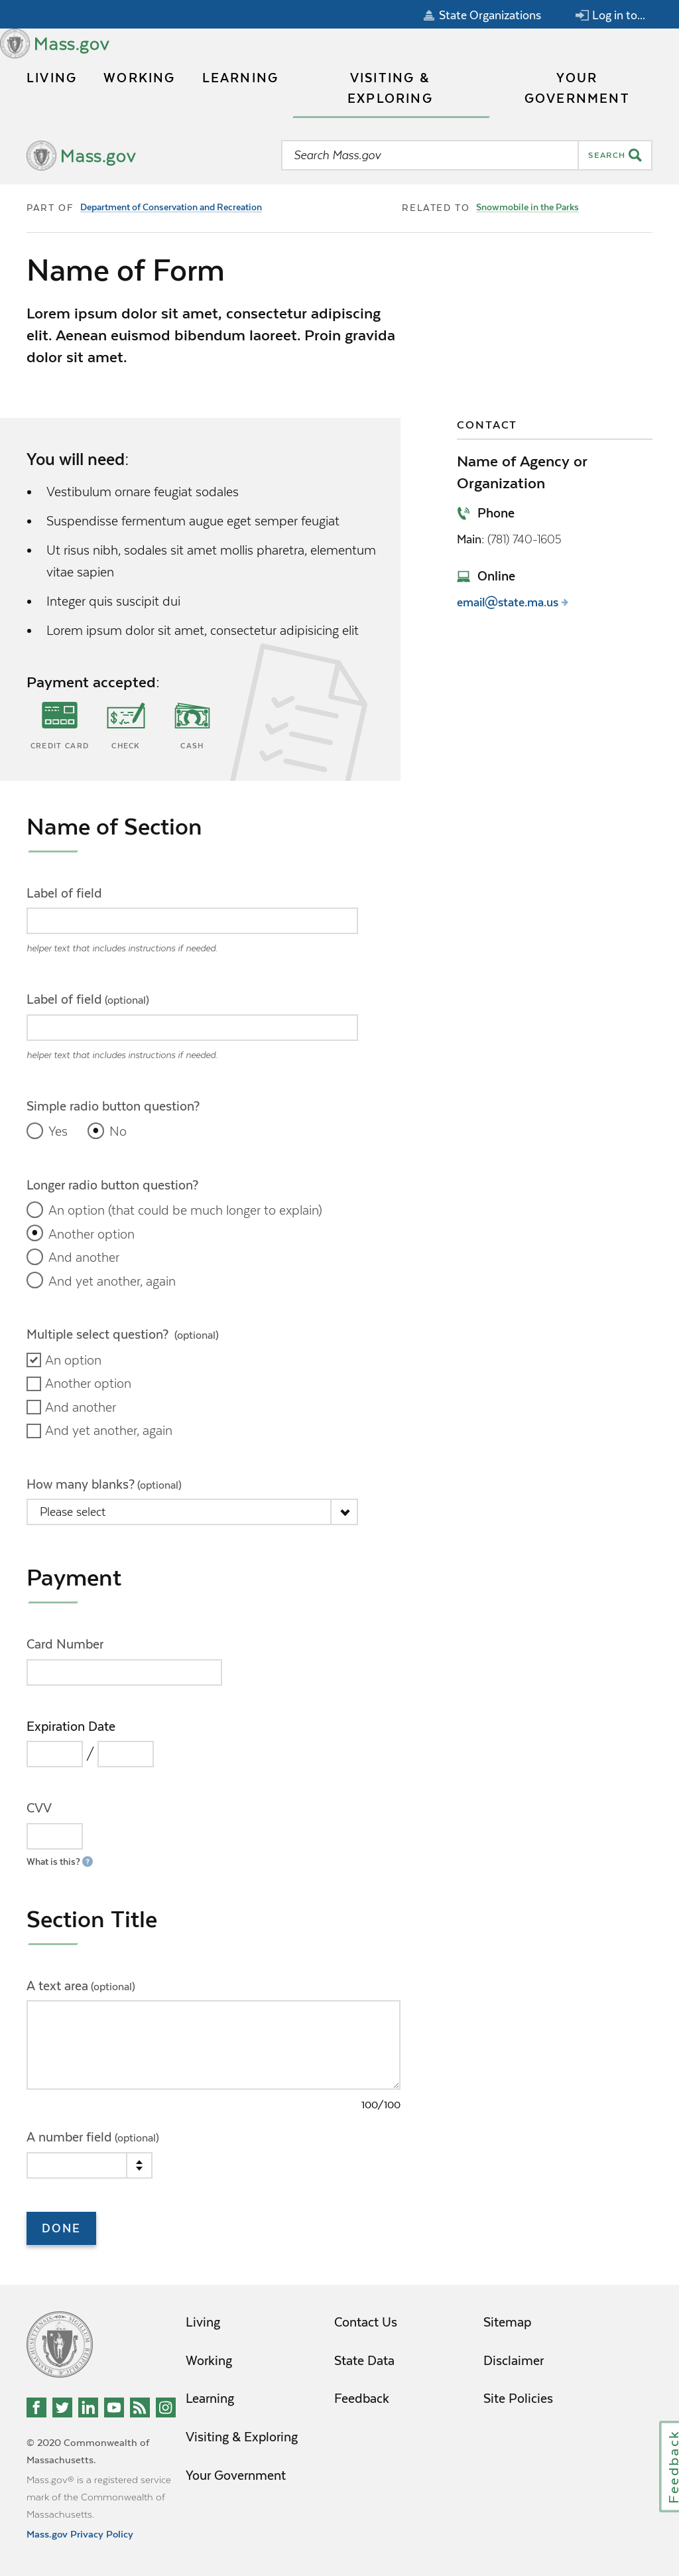 State Organizations
Log in to...
Mass.gov
LIVING
WORKING
LEARNING
VISITING &
EXPLORING
YOUR
GOVERNMENT
Mass.gov
Search Mass.gov
SEARCH
PART OF Department of Conservation and Recreation
RELATED TO Snowmobile in the Parks
Name of Form
Lorem ipsum dolor sit amet, consectetur adipiscing
elit. Aenean euismod bibendum laoreet. Proin gravida
dolor sit amet.
You will need:
Vestibulum ornare feugiat sodales
Suspendisse fermentum augue eget semper feugiat
Ut risus nibh, sodales sit amet mollis pharetra, elementum
vitae sapien
Integer quis suscipit dui
Lorem ipsum dolor sit amet, consectetur adipisicing elit
Payment accepted:
CREDIT CARD
CHECK
CASH
CONTACT
Name of Agency or
Organization
Phone
Main: (781) 740-1605
Online
email@state.ma.us
Name of Section
Label of field
helper text that includes instructions if needed.
Label of field (optional)
helper text that includes instructions if needed.
Simple radio button question?
Yes
No
Longer radio button question?
An option (that could be much longer to explain)
Another option
And another
And yet another, again
Multiple select question? (optional)
An option
Another option
And another
And yet another, again
How many blanks? (optional)
Please select
Payment
Card Number
Expiration Date
/
CVV
What is this? ?
Section Title
A text area (optional)
100/100
A number field (optional)
DONE
Living
Working
Learning
Visiting & Exploring
Your Government
Contact Us
State Data
Feedback
Sitemap
Disclaimer
Site Policies
© 2020 Commonwealth of
Massachusetts.
Mass.gov® is a registered service
mark of the Commonwealth of
Massachusetts.
Mass.gov Privacy Policy
Feedback